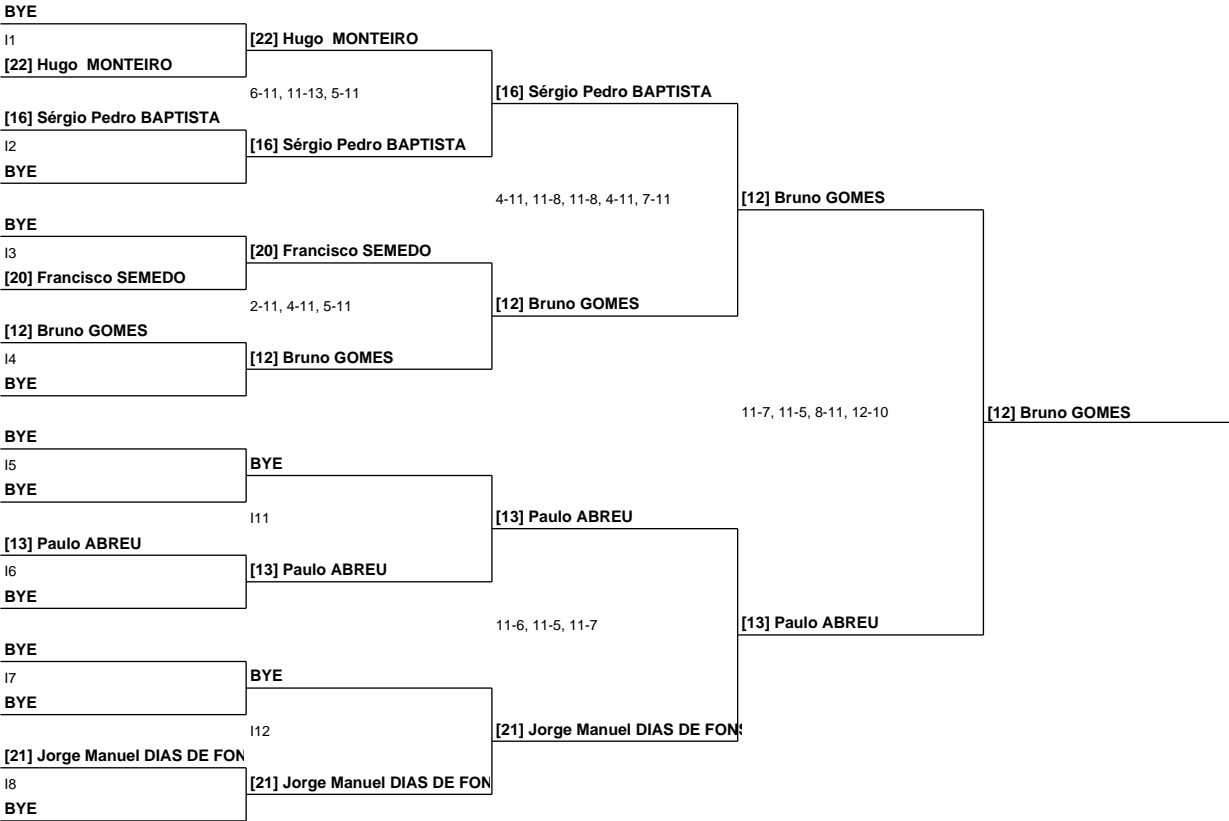 BYE
I1
[22] Hugo  MONTEIRO
[22] Hugo  MONTEIRO
6-11, 11-13, 5-11
[16] Sérgio Pedro BAPTISTA
[16] Sérgio Pedro BAPTISTA
I2
[16] Sérgio Pedro BAPTISTA
BYE
4-11, 11-8, 11-8, 4-11, 7-11
[12] Bruno GOMES
BYE
I3
[20] Francisco SEMEDO
[20] Francisco SEMEDO
2-11, 4-11, 5-11
[12] Bruno GOMES
[12] Bruno GOMES
I4
[12] Bruno GOMES
BYE
11-7, 11-5, 8-11, 12-10
[12] Bruno GOMES
BYE
I5
BYE
BYE
I11
[13] Paulo ABREU
[13] Paulo ABREU
I6
[13] Paulo ABREU
BYE
11-6, 11-5, 11-7
[13] Paulo ABREU
BYE
I7
BYE
BYE
I12
[21] Jorge Manuel DIAS DE FONS
[21] Jorge Manuel DIAS DE FON
I8
[21] Jorge Manuel DIAS DE FON
BYE